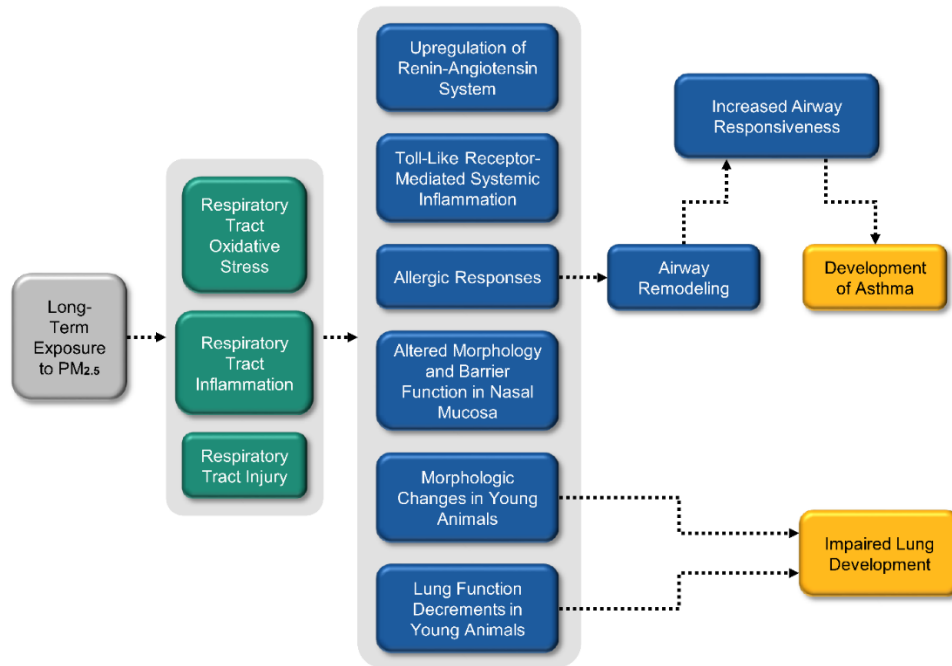 Long-
Term
Exposure
to PM2.5
Respiratory
Tract
Oxidative
Stress
Respiratory
Tract
Inflammation
Respiratory
Tract Injury
Upregulation of
Renin-Angiotensin
System
Toll-Like Receptor-
Mediated Systemic
Inflammation
Allergic Responses
Altered Morphology
and Barrier
Function in Nasal
Mucosa
Morphologic
Changes in Young
Animals
Lung Function
Decrements in
Young Animals
Airway
Remodeling
Increased Airway
Responsiveness
Development
of Asthma
Impaired Lung
Development